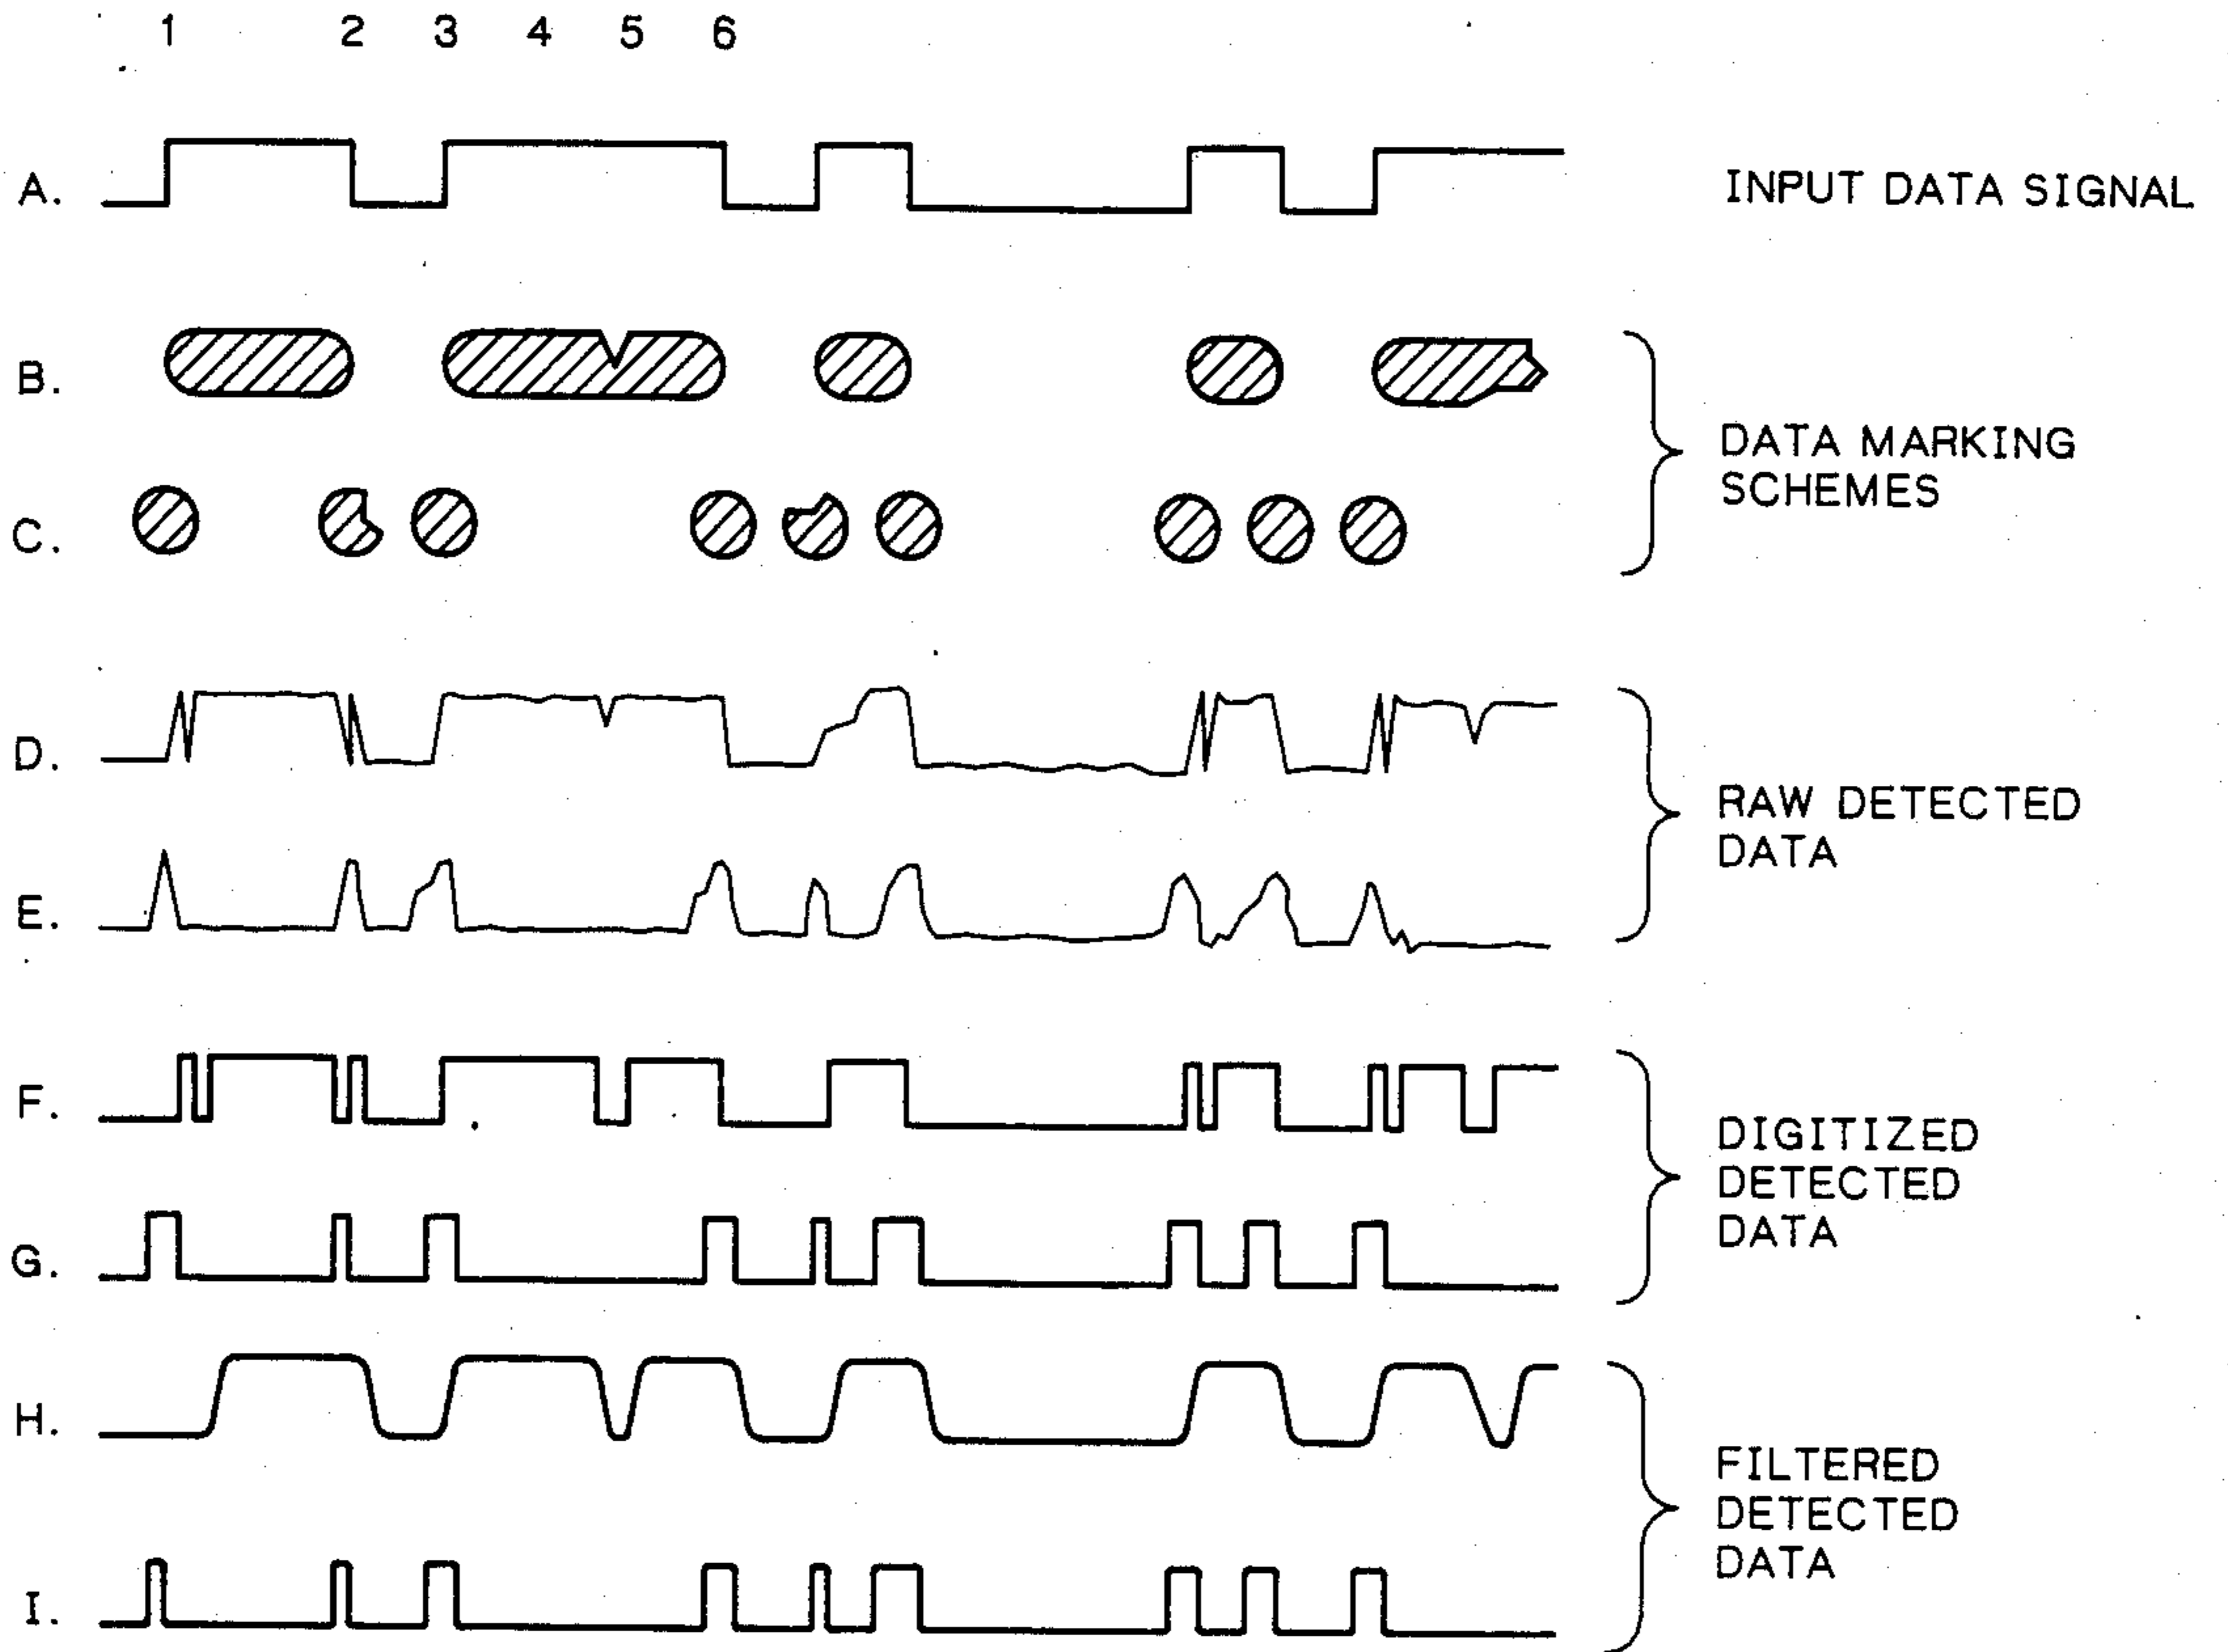 1 2 3 4 5 6
A. INPUT DATA SIGNAL
B.
DATA MARKING
SCHEMES
C.
D.
RAW DETECTED
DATA
E.
F.
DIGITIZED
DETECTED
DATA
G.
H.
FILTERED
DETECTED
DATA
I.